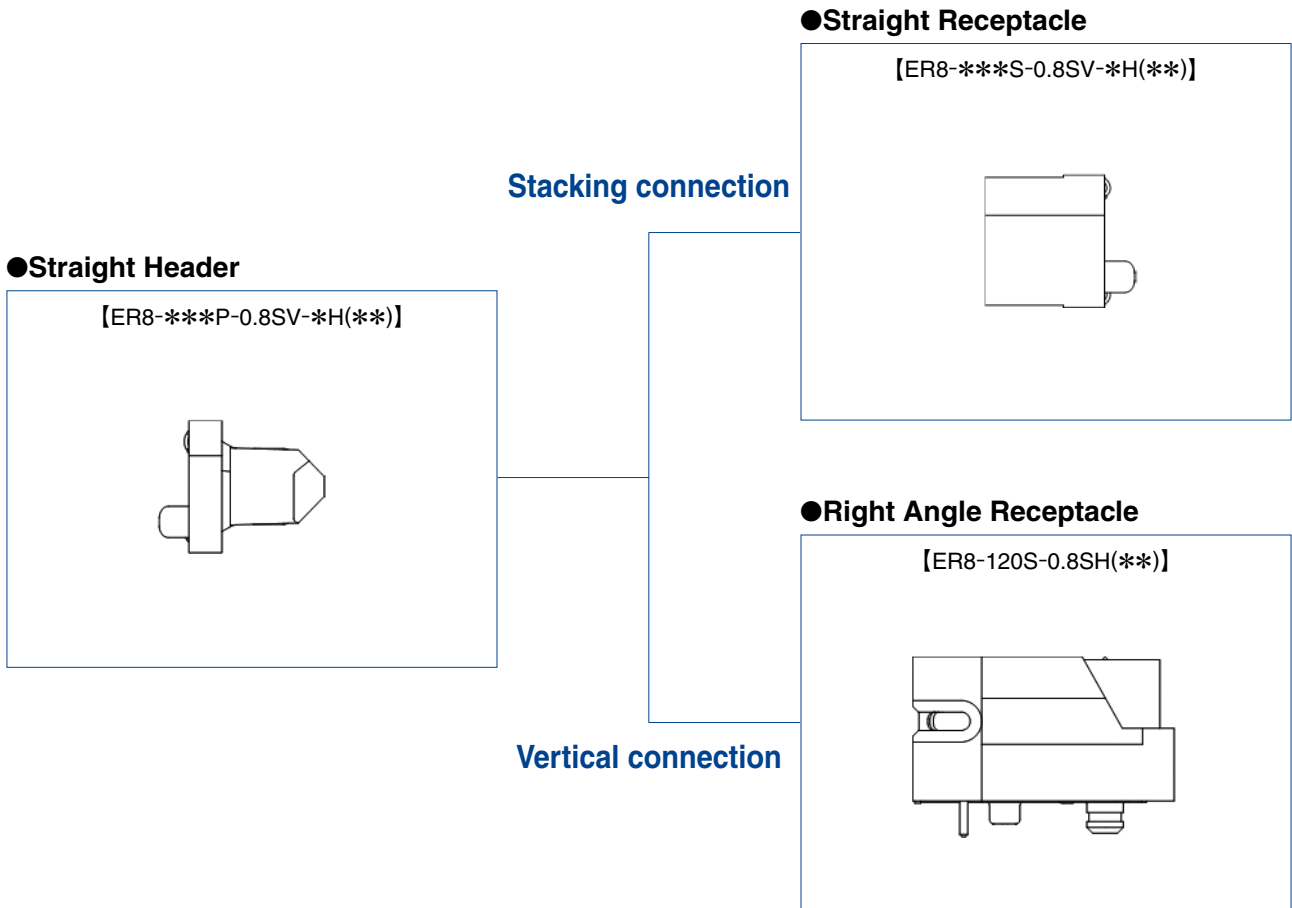 ●Straight Receptacle
【ER8-＊＊＊S-0.8SV-＊H(＊＊)】
Stacking connection
●Straight Header
【ER8-＊＊＊P-0.8SV-＊H(＊＊)】
●Right Angle Receptacle
【ER8-120S-0.8SH(＊＊)】
Vertical connection